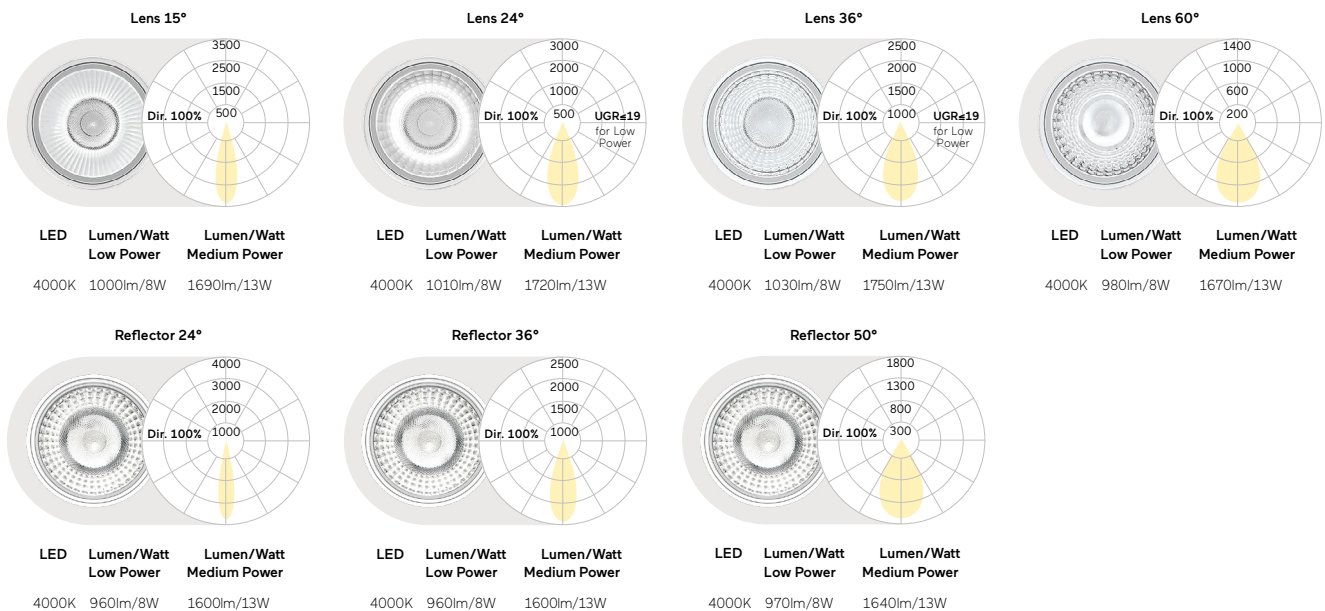 Lens 15°
3500
2500
1500
500
Dir. 100%
LED Lumen/Watt Low Power Lumen/Watt Medium Power
4000K 1000lm/8W 1690lm/13W
Lens 24°
3000
2000
1000
500
Dir. 100%
UGR≤19
for Low
Power
LED Lumen/Watt Low Power Lumen/Watt Medium Power
4000K 1010lm/8W 1720lm/13W
Lens 36°
2500
2000
1500
1000
Dir. 100%
UGR≤19
for Low
Power
LED Lumen/Watt Low Power Lumen/Watt Medium Power
4000K 1030lm/8W 1750lm/13W
Lens 60°
1400
1000
600
200
Dir. 100%
LED Lumen/Watt Low Power Lumen/Watt Medium Power
4000K 980lm/8W 1670lm/13W
Reflector 24°
4000
3000
2000
1000
Dir. 100%
LED Lumen/Watt Low Power Lumen/Watt Medium Power
4000K 960lm/8W 1600lm/13W
Reflector 36°
2500
2000
1500
1000
Dir. 100%
LED Lumen/Watt Low Power Lumen/Watt Medium Power
4000K 960lm/8W 1600lm/13W
Reflector 50°
1800
1300
800
300
Dir. 100%
LED Lumen/Watt Low Power Lumen/Watt Medium Power
4000K 970lm/8W 1640lm/13W